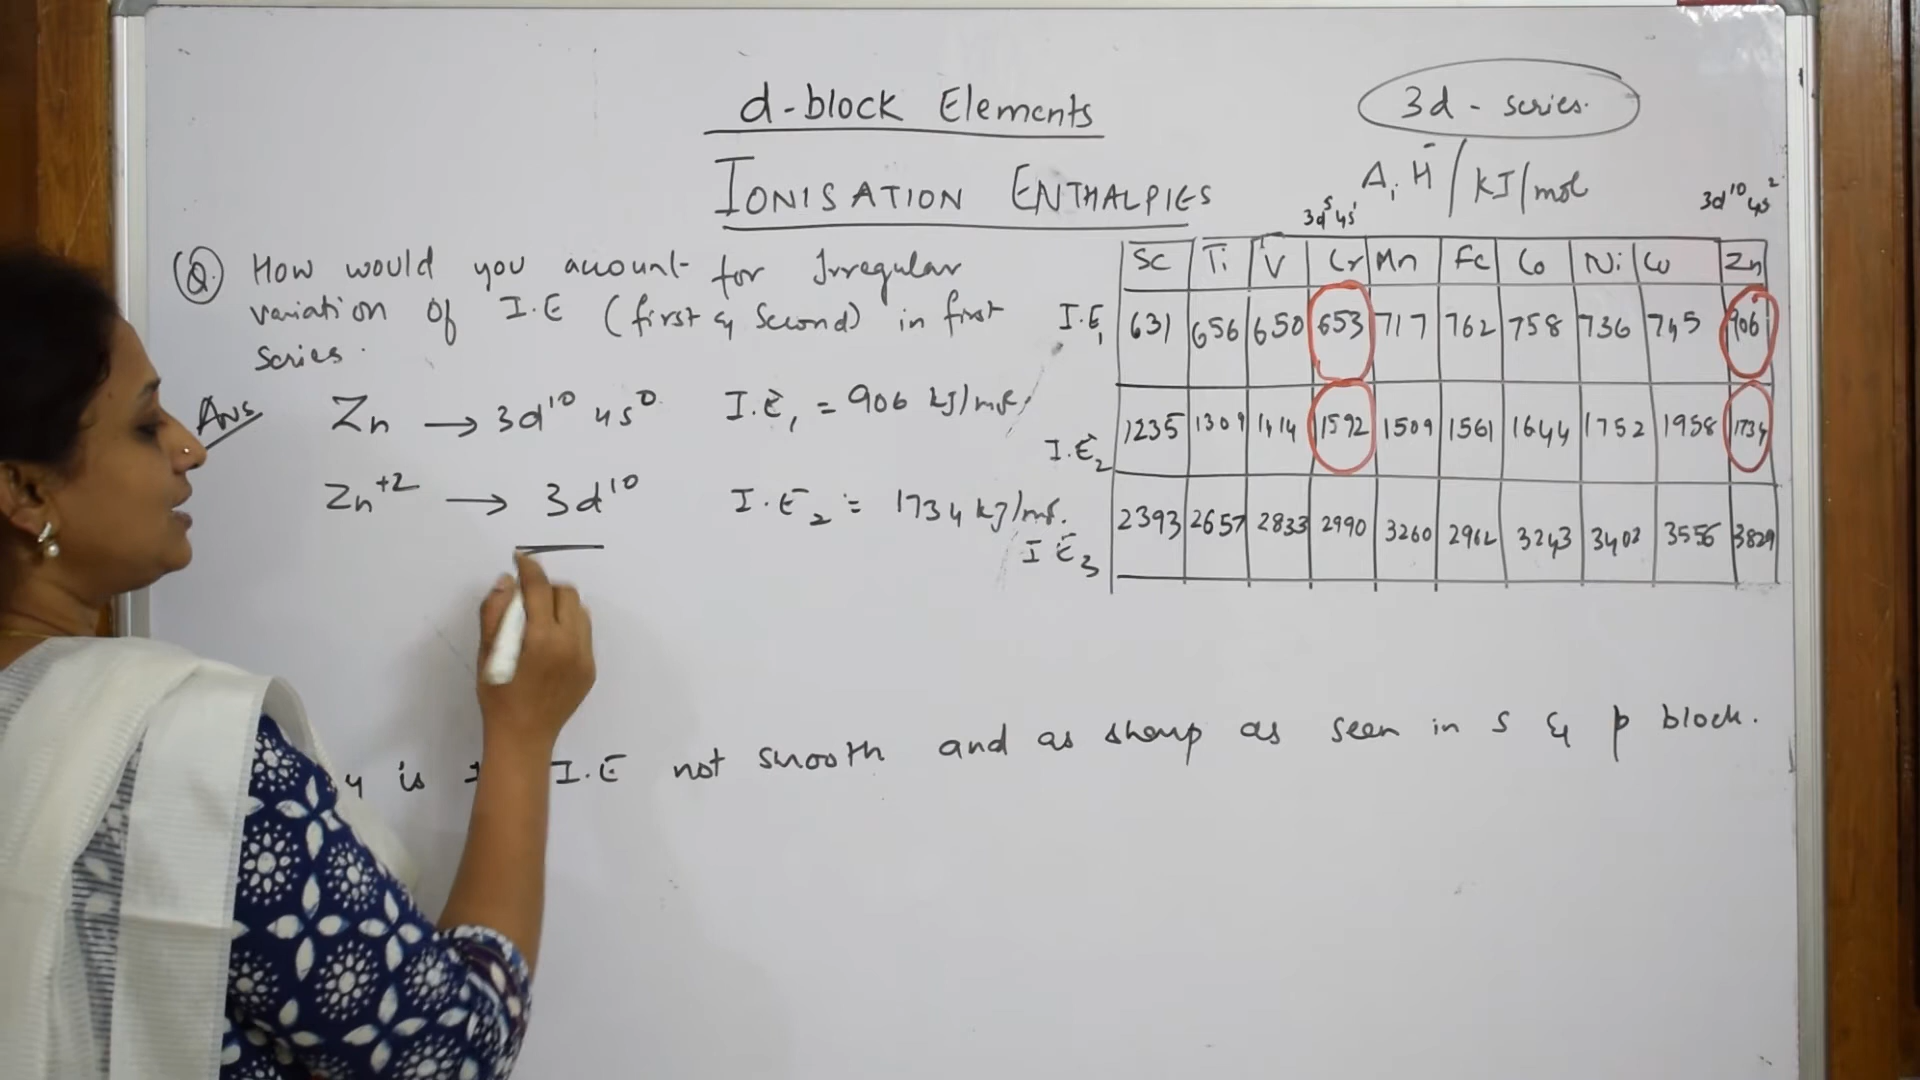 d-block Elements
3d - series.
IONISATION ENTHALPIES
Δi H / kJ/mol
3d⁵ 4s¹
3d¹⁰ 4s²
(Q.) How would you account for Irregular
variation of I.E (first & Second) in first
series.
Sc Ti V Cr Mn Fe Co Ni Cu Zn
I.E₁ 631 656 650 653 717 762 758 736 745 906
I.E₂ 1235 1309 1414 1592 1509 1561 1644 1752 1958 1734
I E₃ 2393 2657 2833 2990 3260 2962 3243 3402 3556 3829
Ans Zn → 3d¹⁰ 4s⁰ I.E₁ = 906 kJ/mol
Zn⁺² → 3d¹⁰ I.E₂ = 1734 kJ/mol.
y is I.E not smooth and as sharp as seen in s & p block.